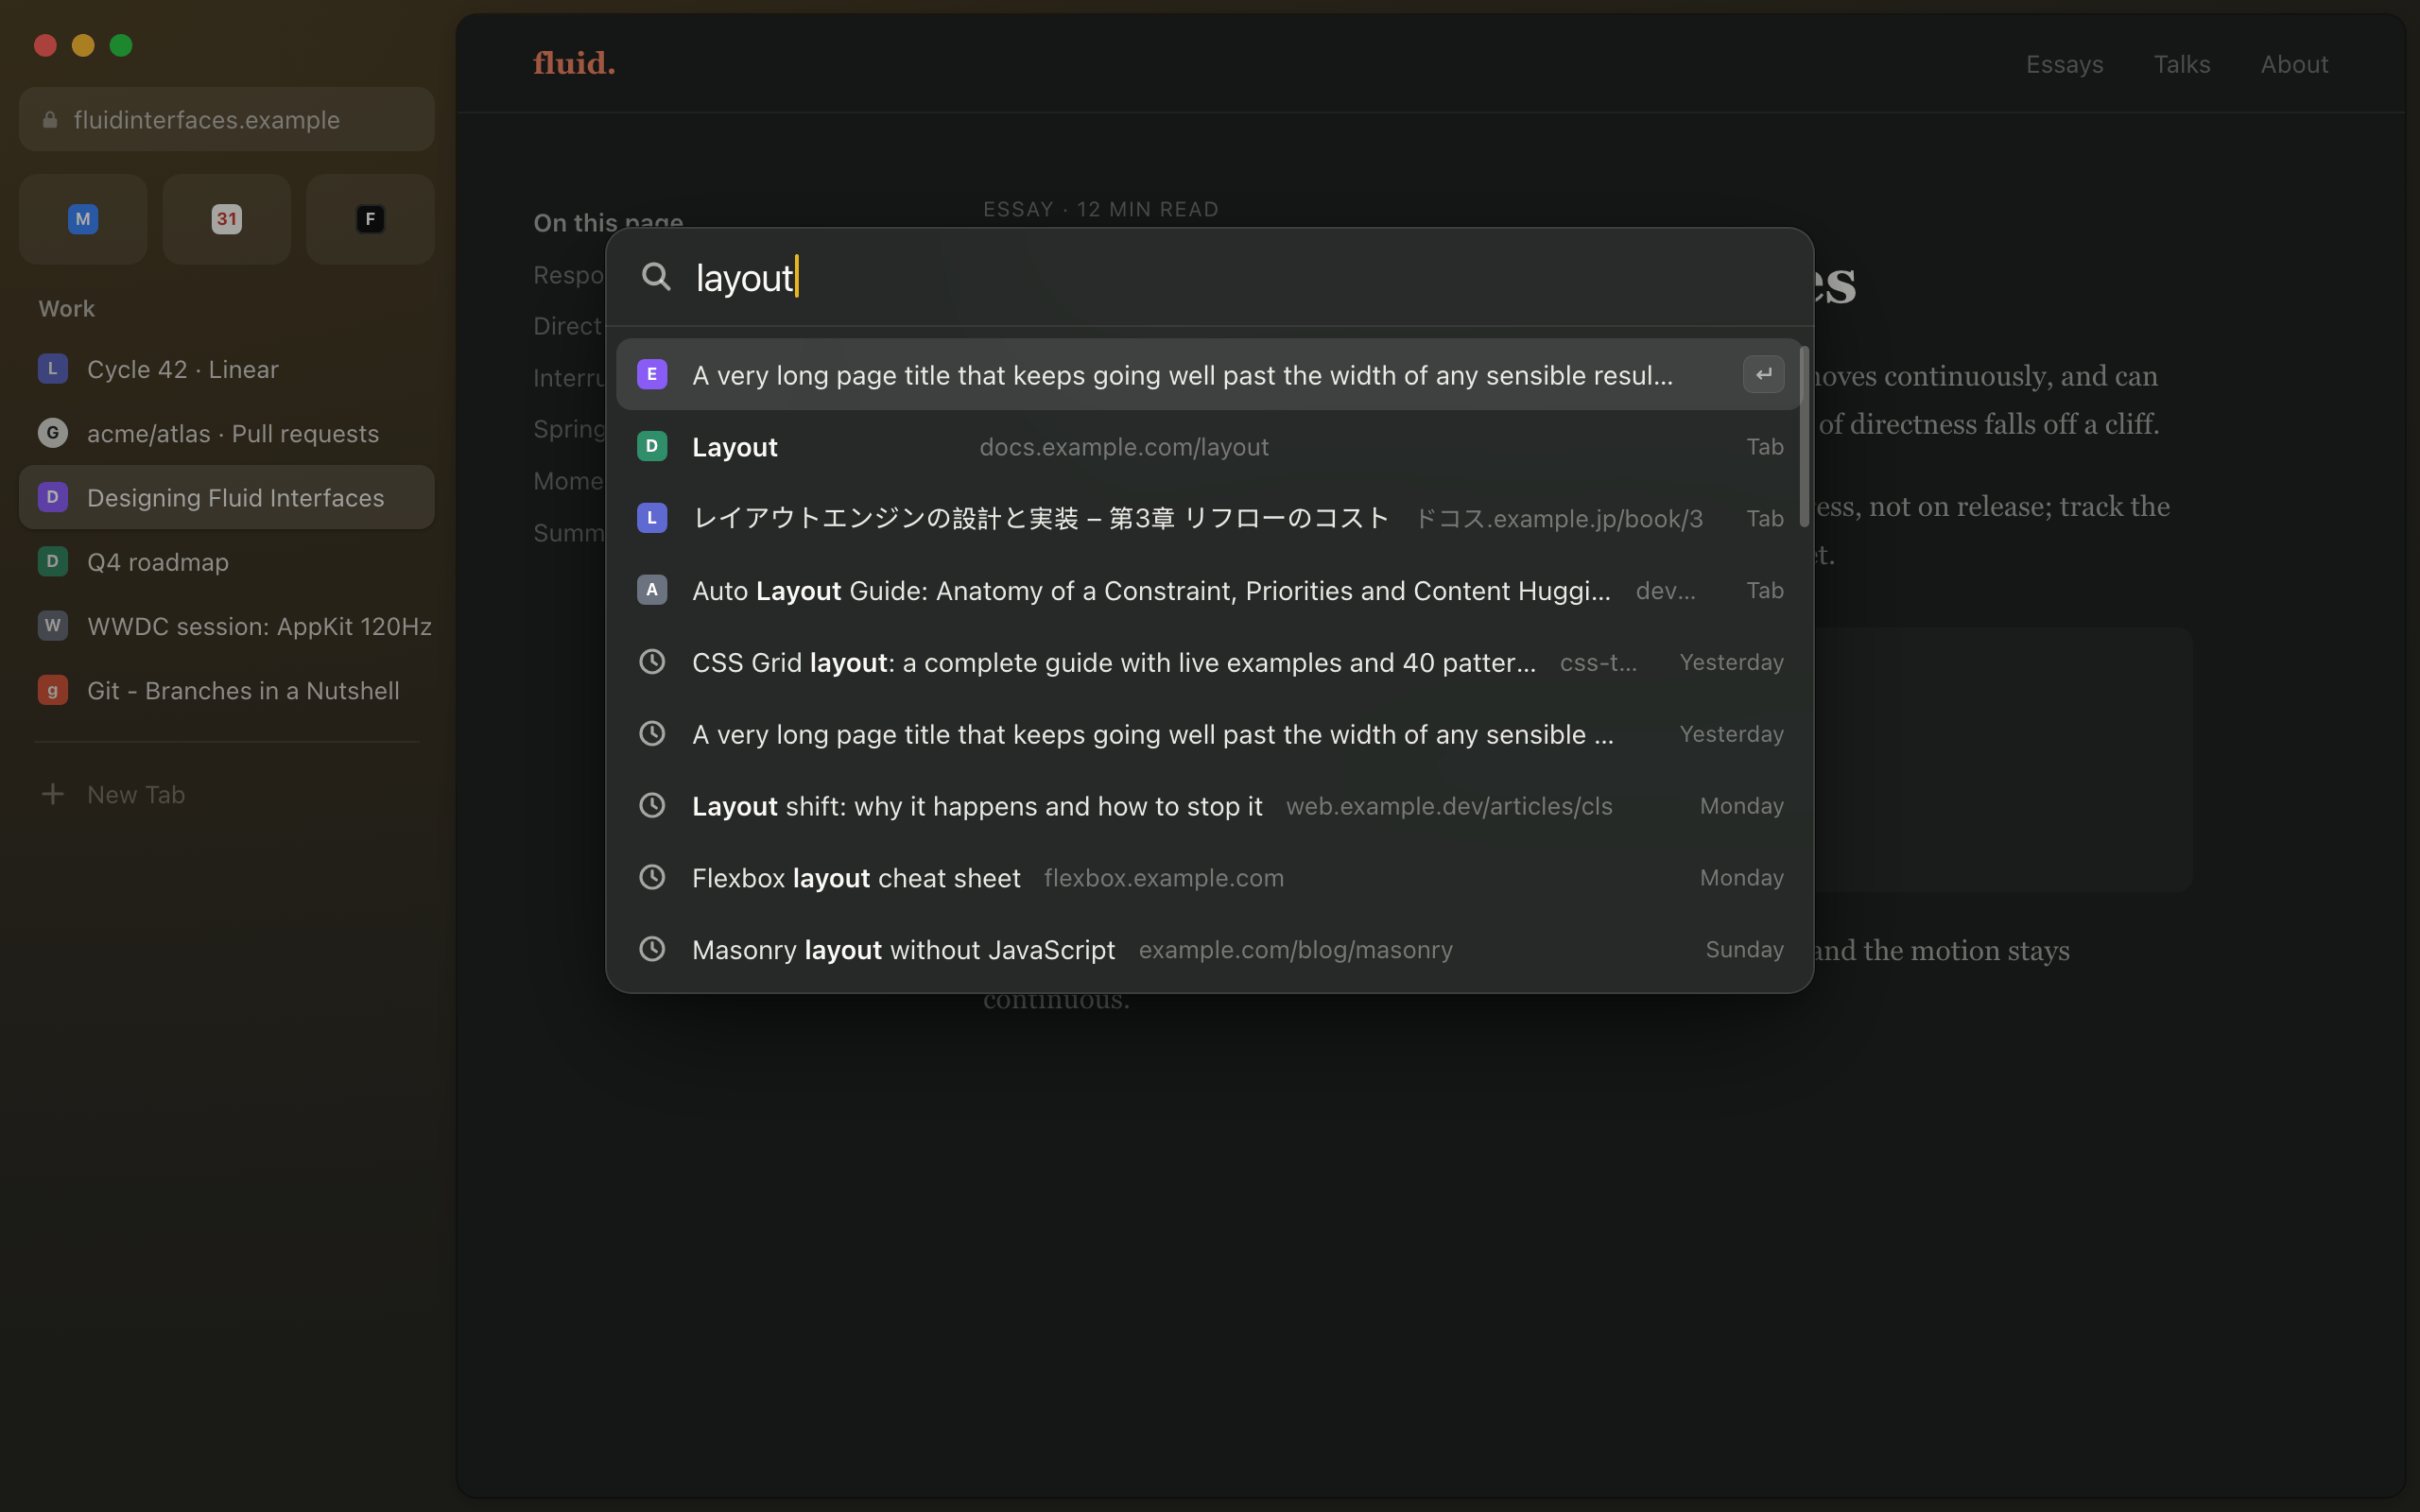 fluidinterfaces.example
M
31
F
Work
L Cycle 42 · Linear
G acme/atlas · Pull requests
D Designing Fluid Interfaces
D Q4 roadmap
W WWDC session: AppKit 120Hz
g Git - Branches in a Nutshell
New Tab
fluid.
Essays
Talks
About
On this page
Respo
Direct
Interru
Spring
Mome
Summ
ESSAY · 12 MIN READ
layout
E A very long page title that keeps going well past the width of any sensible resul…
D Layout docs.example.com/layout Tab
L レイアウトエンジンの設計と実装 – 第3章 リフローのコスト ドコス.example.jp/book/3 Tab
A Auto Layout Guide: Anatomy of a Constraint, Priorities and Content Huggi… dev… Tab
CSS Grid layout: a complete guide with live examples and 40 patter… css-t… Yesterday
A very long page title that keeps going well past the width of any sensible … Yesterday
Layout shift: why it happens and how to stop it web.example.dev/articles/cls Monday
Flexbox layout cheat sheet flexbox.example.com Monday
Masonry layout without JavaScript example.com/blog/masonry Sunday
es
noves continuously, and can
of directness falls off a cliff.
ess, not on release; track the
t.
and the motion stays
continuous.